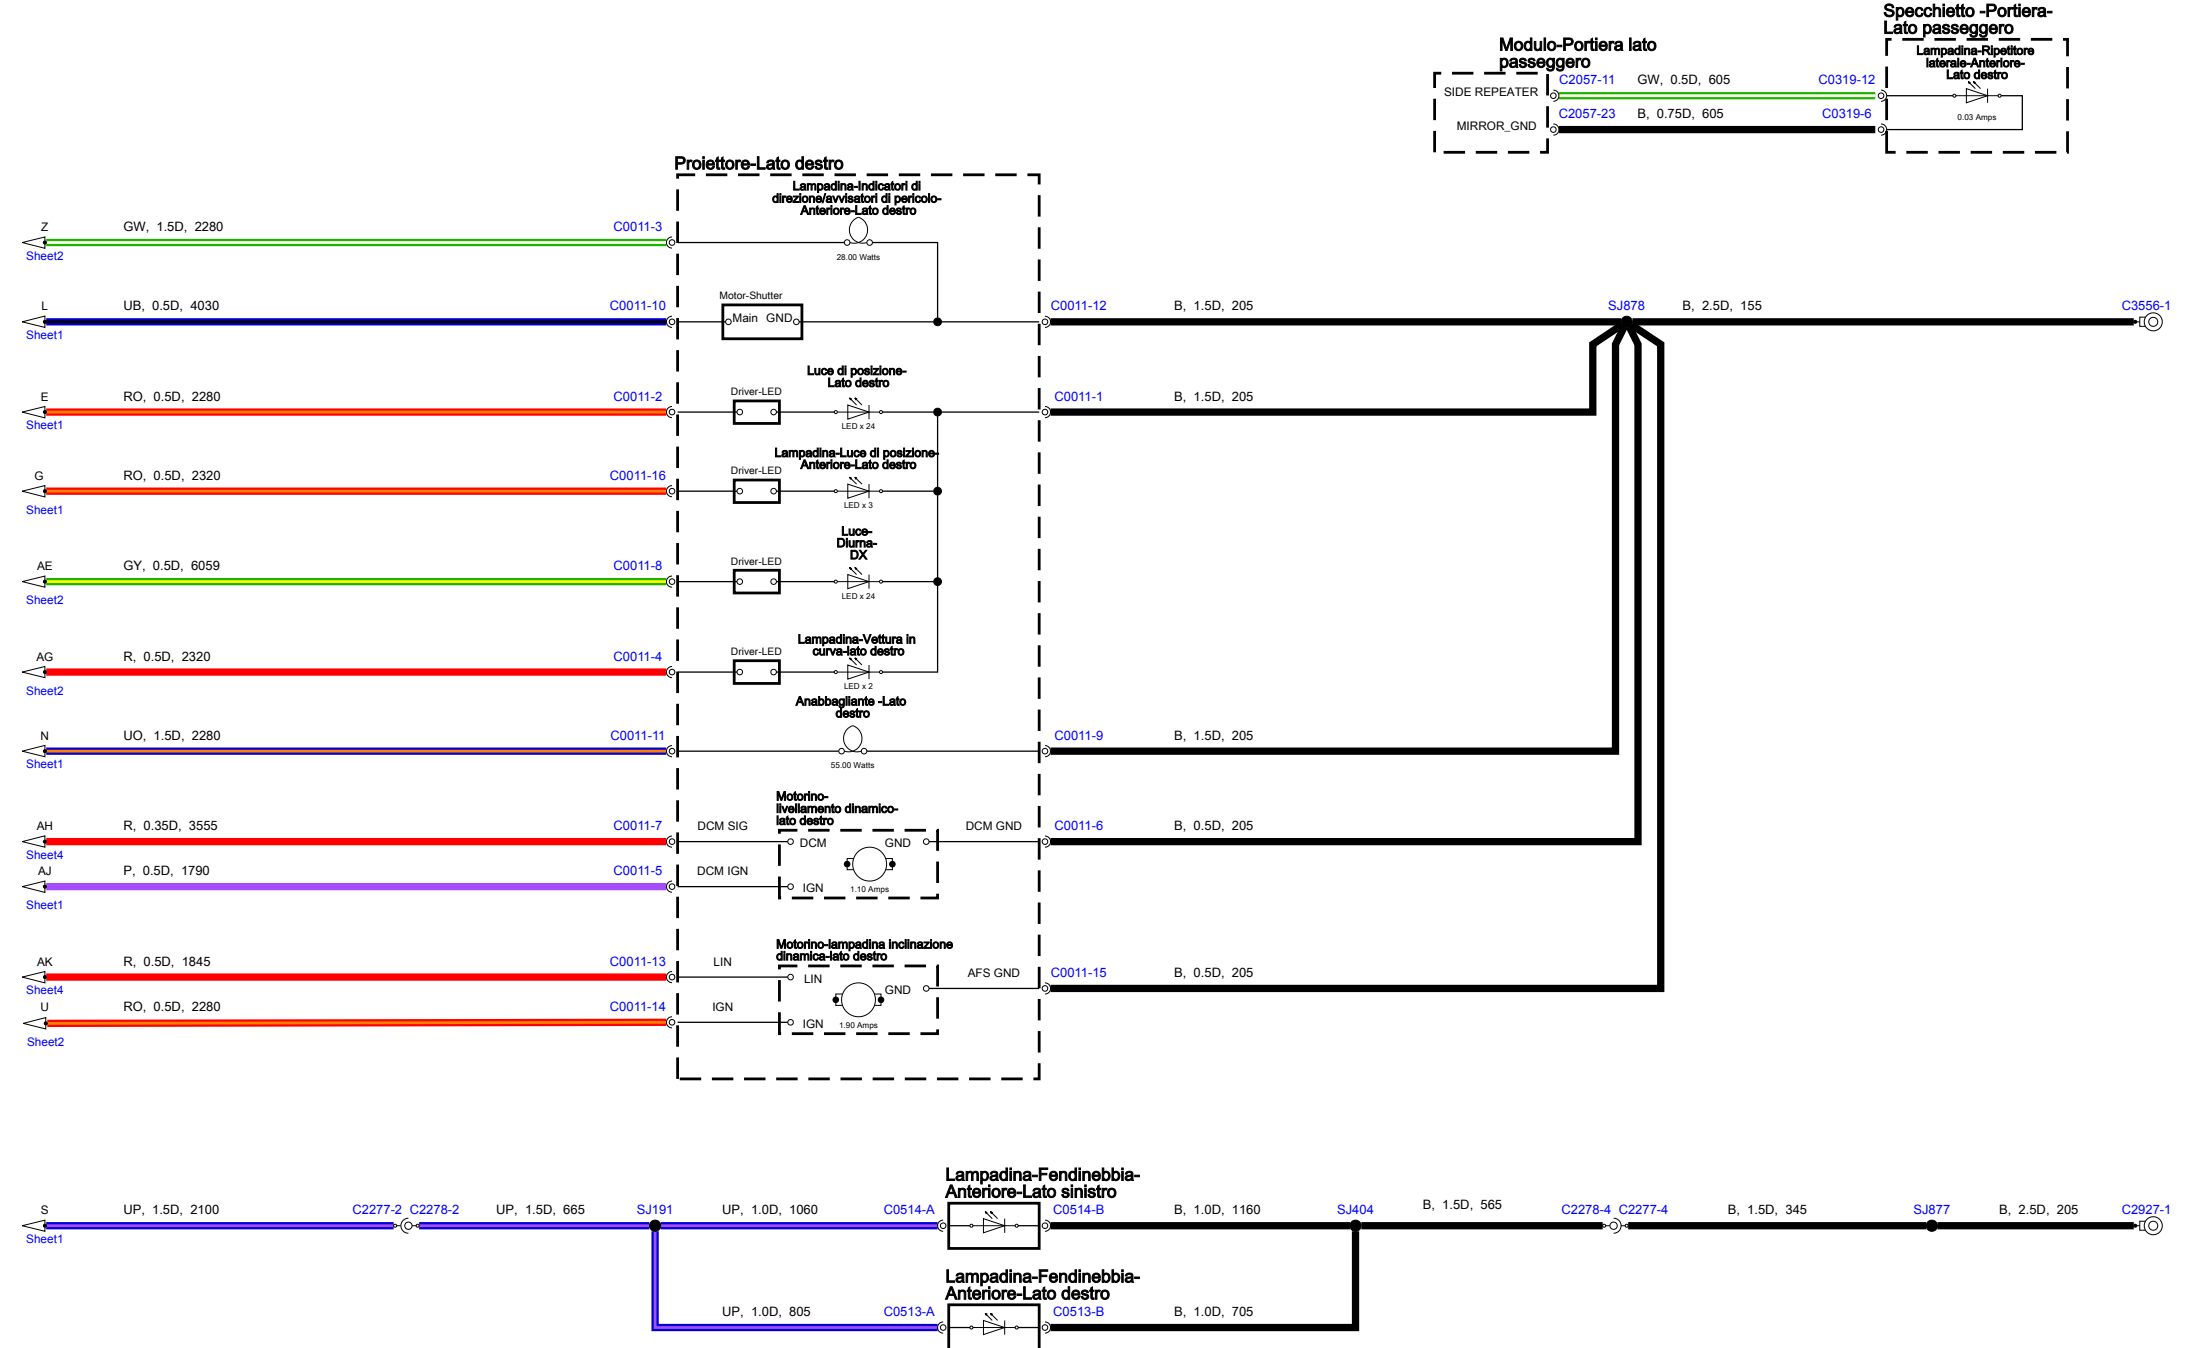 Specchietto -Portiera-
Lato passeggero
Modulo-Portiera lato
passeggero
Lampadina-Ripetitore
laterale-Anteriore-
Lato destro
SIDE REPEATER
C2057-11 GW, 0.5D, 605 C0319-12
MIRROR_GND
C2057-23 B, 0.75D, 605 C0319-6
0.03 Amps
Proiettore-Lato destro
Lampadina-Indicatori di
direzione/avvisatori di pericolo-
Anteriore-Lato destro
Z GW, 1.5D, 2280 C0011-3
Sheet2
28.00 Watts
Motor-Shutter
L UB, 0.5D, 4030 C0011-10
Main GND
C0011-12 B, 1.5D, 205 SJ878 B, 2.5D, 155 C3556-1
Sheet1
Luce di posizione-
Lato destro
Driver-LED
E RO, 0.5D, 2280 C0011-2
C0011-1 B, 1.5D, 205
Sheet1
LED x 24
Lampadina-Luce di posizione-
Anteriore-Lato destro
Driver-LED
G RO, 0.5D, 2320 C0011-16
Sheet1
LED x 3
Luce-
Diurna-
DX
Driver-LED
AE GY, 0.5D, 6059 C0011-8
Sheet2
LED x 24
Lampadina-Vettura in
curva-lato destro
Driver-LED
AG R, 0.5D, 2320 C0011-4
Sheet2
LED x 2
Anabbagliante -Lato
destro
N UO, 1.5D, 2280 C0011-11
C0011-9 B, 1.5D, 205
Sheet1
55.00 Watts
Motorino-
livellamento dinamico-
lato destro
AH R, 0.35D, 3555 C0011-7 DCM SIG
DCM GND C0011-6 B, 0.5D, 205
DCM GND
Sheet4
AJ P, 0.5D, 1790 C0011-5 DCM IGN
IGN 1.10 Amps
Sheet1
Motorino-lampadina inclinazione
dinamica-lato destro
AK R, 0.5D, 1845 C0011-13 LIN
AFS GND C0011-15 B, 0.5D, 205
LIN GND
Sheet4
U RO, 0.5D, 2280 C0011-14 IGN
IGN 1.90 Amps
Sheet2
Lampadina-Fendinebbia-
Anteriore-Lato sinistro
S UP, 1.5D, 2100 C2277-2 C2278-2 UP, 1.5D, 665 SJ191 UP, 1.0D, 1060 C0514-A C0514-B B, 1.0D, 1160 SJ404 B, 1.5D, 565 C2278-4 C2277-4 B, 1.5D, 345 SJ877 B, 2.5D, 205 C2927-1
Sheet1
Lampadina-Fendinebbia-
Anteriore-Lato destro
UP, 1.0D, 805 C0513-A C0513-B B, 1.0D, 705